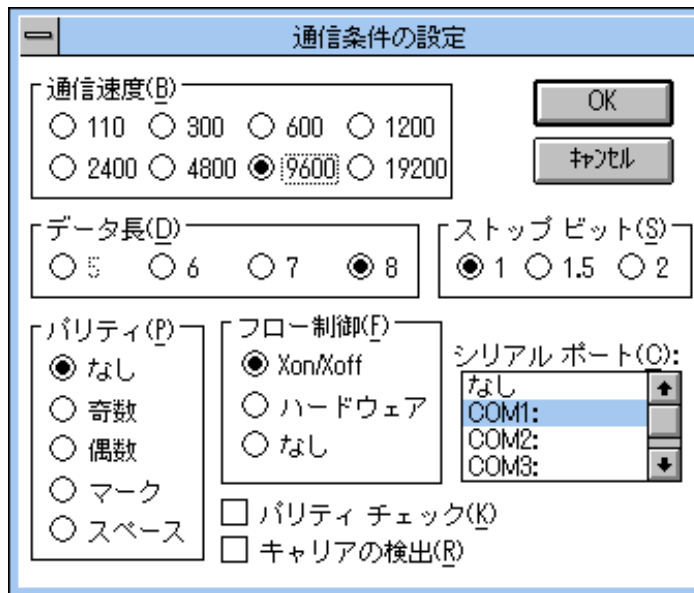 通信条件の設定
通信速度(B)
110 300 600 1200
2400 4800 9600 19200
OK
キャンセル
データ長(D)
5 6 7 8
ストップ ビット(S)
1 1.5 2
パリティ(P)
なし
奇数
偶数
マーク
スペース
フロー制御(F)
Xon/Xoff
ハードウェア
なし
シリアル ポート(C):
なし
COM1:
COM2:
COM3:
パリティ チェック(K)
キャリアの検出(R)